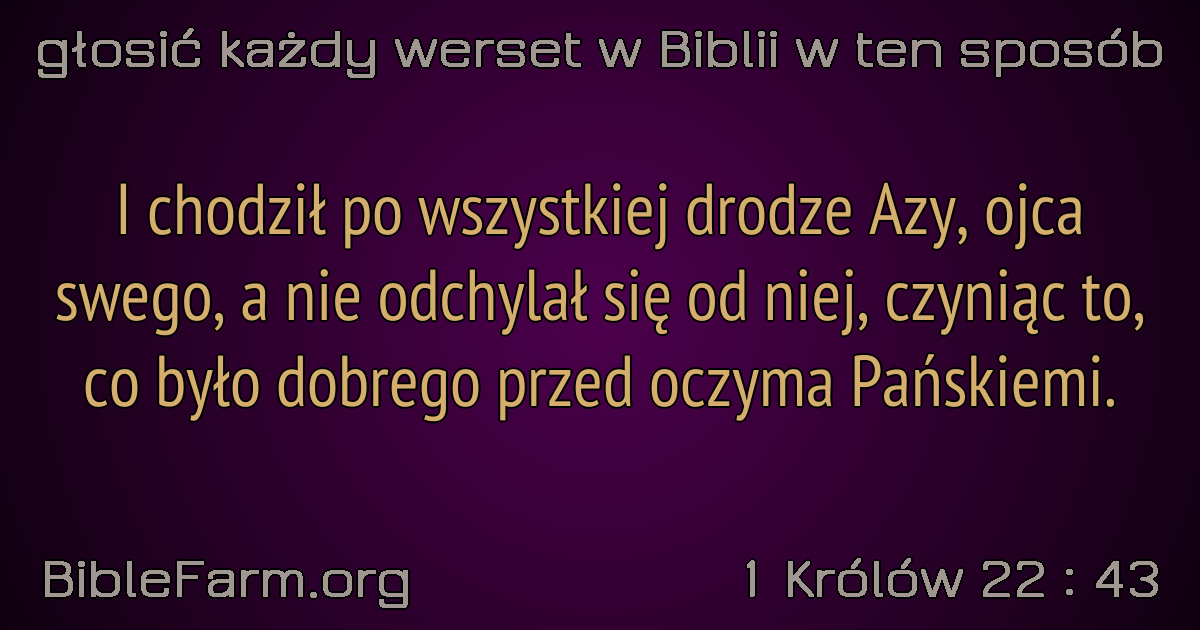 głosić każdy werset w Biblii w ten sposób
I chodził po wszystkiej drodze Azy, ojca
swego, a nie odchylał się od niej, czyniąc to,
co było dobrego przed oczyma Pańskiemi.
BibleFarm.org
1 Królów 22 : 43